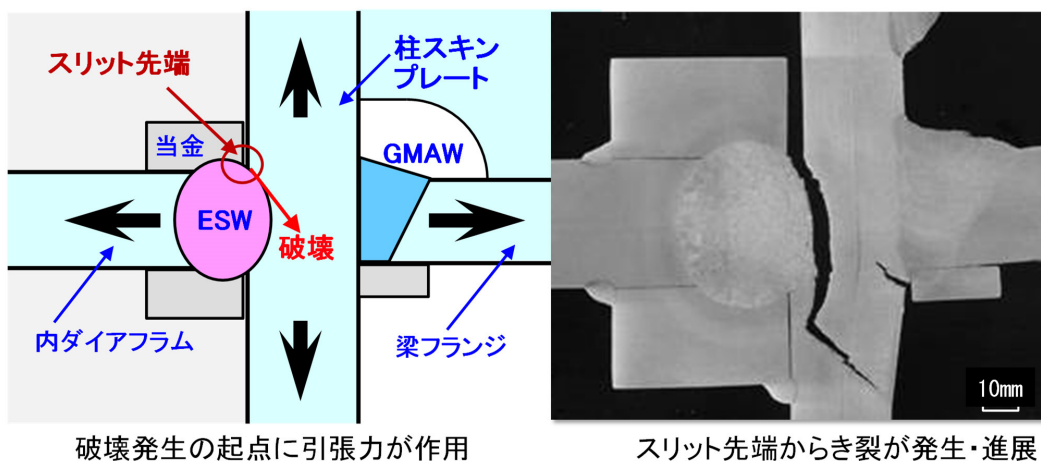 スリット先端
柱スキン
プレート
当金
GMAW
ESW
破壊
内ダイアフラム
梁フランジ
10mm
破壊発生の起点に引張力が作用
スリット先端からき裂が発生・進展